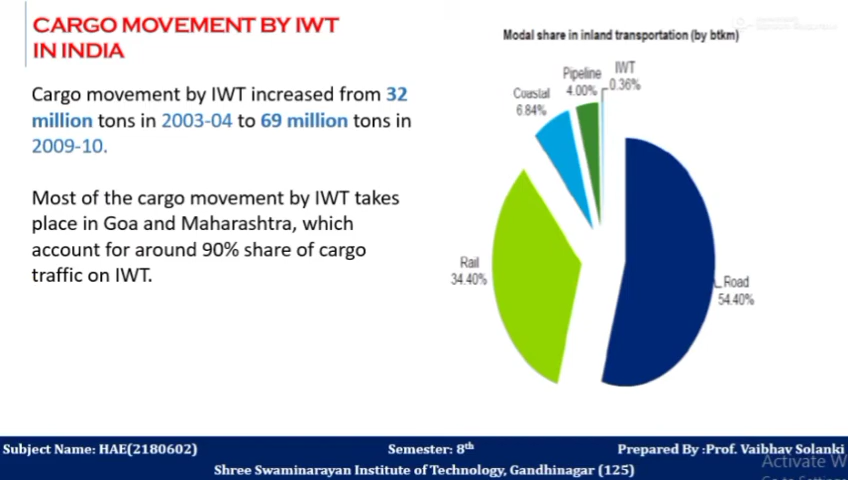 CARGO MOVEMENT BY IWT
IN INDIA
Cargo movement by IWT increased from 32
million tons in 2003-04 to 69 million tons in
2009-10.
Most of the cargo movement by IWT takes
place in Goa and Maharashtra, which
account for around 90% share of cargo
traffic on IWT.
Modal share in inland transportation (by btkm)
IWT
0.36%
Pipeline
4.00%
Coastal
6.84%
Rail
34.40%
Road
54.40%
Subject Name: HAE(2180602) Semester: 8th Prepared By :Prof. Vaibhav Solanki
Shree Swaminarayan Institute of Technology, Gandhinagar (125)
Activate W